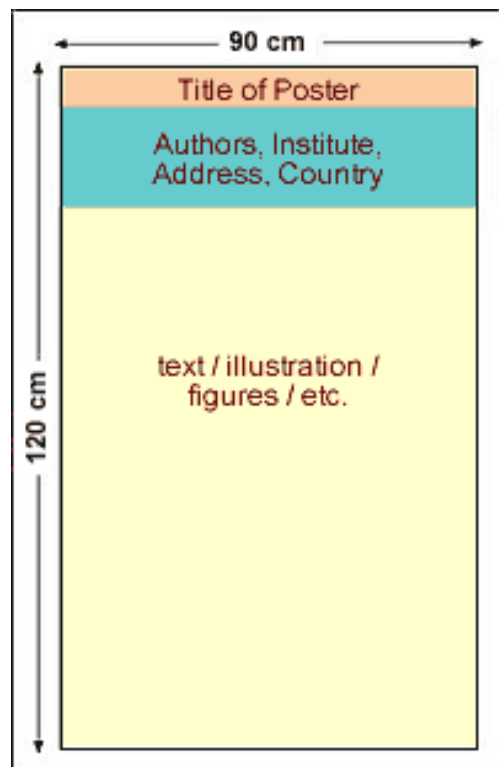 90 cm
Title of Poster
Authors, Institute,
Address, Country
text / illustration /
figures / etc.
120 cm